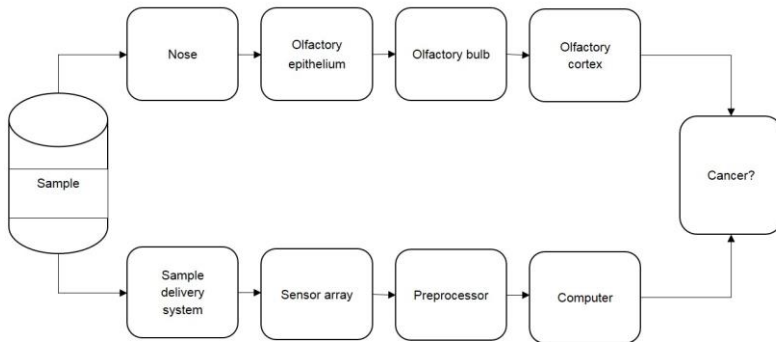 Nose
Olfactory
epithelium
Olfactory bulb
Olfactory
cortex
Sample
Cancer?
Sample
delivery
system
Sensor array
Preprocessor
Computer